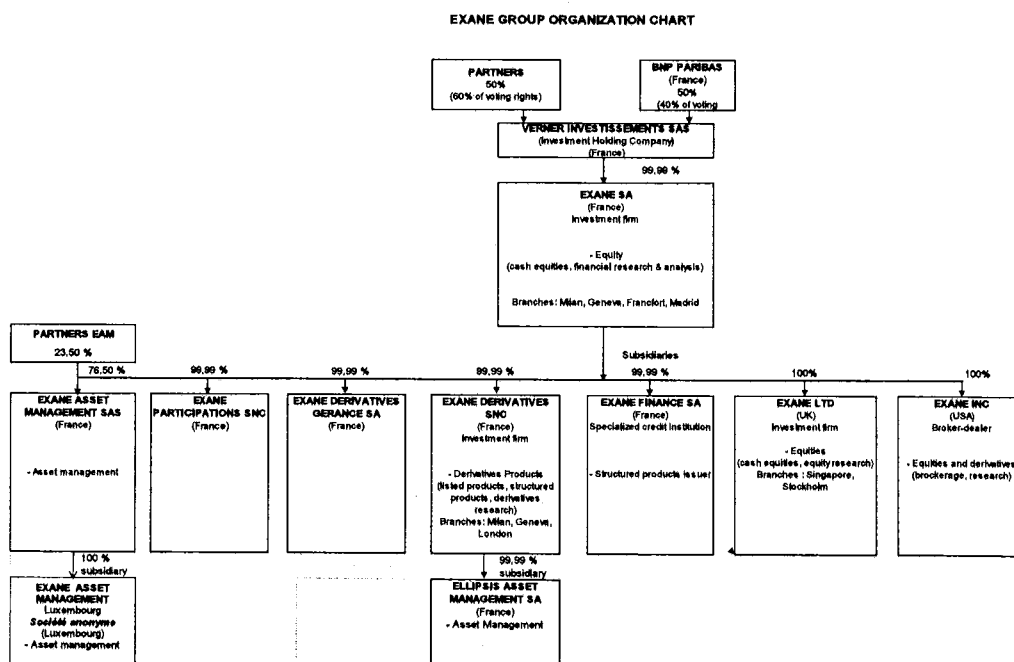 EXANE GROUP ORGANIZATION CHART
PARTNERS
50%
(60% of voting rights)
BNP PARIBAS
(France)
50%
(40% of voting
VERNER INVESTISSEMENTS SAS
(Investment Holding Company)
(France)
99,99 %
EXANE SA
(France)
Investment firm
- Equity
(cash equities, financial research & analysis)
Branches: Milan, Geneva, Francfort, Madrid
PARTNERS EAM
23,50 %
Subsidiaries
76,50 %
99,99 %
99,99 %
99,99 %
99,99 %
100%
100%
EXANE ASSET
MANAGEMENT SAS
(France)
- Asset management
EXANE
PARTICIPATIONS SNC
(France)
EXANE DERIVATIVES
GERANCE SA
(France)
EXANE DERIVATIVES
SNC
(France)
Investment firm
- Derivatives Products
(listed products, structured
products, derivatives
research)
Branches: Milan, Geneva,
London
EXANE FINANCE SA
(France)
Specialized credit Institution
- Structured products issuer
EXANE LTD
(UK)
Investment firm
- Equities
(cash equities, equity research)
Branches : Singapore,
Stockholm
EXANE INC
(USA)
Broker-dealer
- Equities and derivatives
(brokerage, research)
100 %
subsidiary
99,99 %
subsidiary
EXANE ASSET
MANAGEMENT
Luxembourg
Société anonyme
(Luxembourg)
- Asset management
ELLIPSIS ASSET
MANAGEMENT SA
(France)
- Asset Management